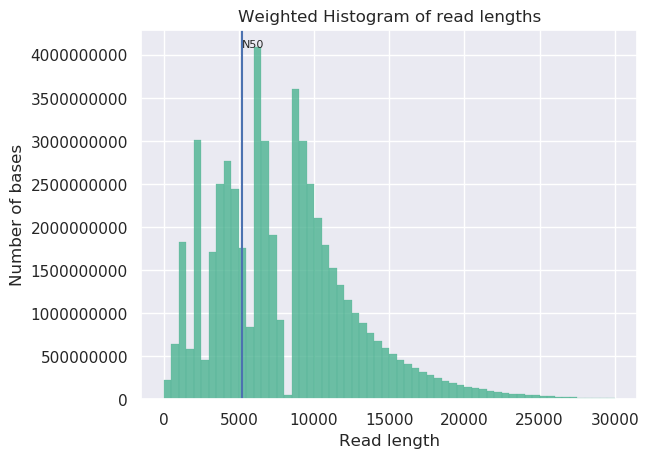 Weighted Histogram of read lengths
N50
4000000000
3500000000
3000000000
2500000000
2000000000
1500000000
1000000000
500000000
0
Number of bases
0 5000 10000 15000 20000 25000 30000
Read length